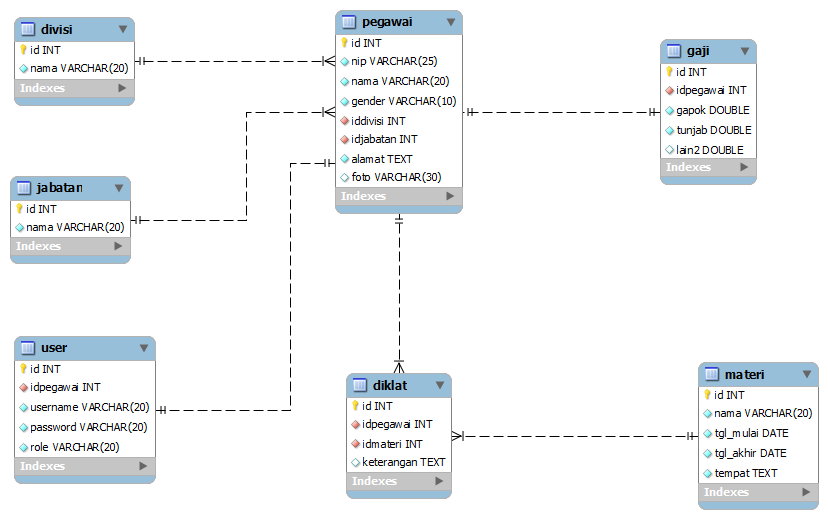 divisi
id INT
nama VARCHAR(20)
Indexes
pegawai
id INT
nip VARCHAR(25)
nama VARCHAR(20)
gender VARCHAR(10)
iddivisi INT
idjabatan INT
alamat TEXT
foto VARCHAR(30)
Indexes
gaji
id INT
idpegawai INT
gapok DOUBLE
tunjab DOUBLE
lain2 DOUBLE
Indexes
jabatan
id INT
nama VARCHAR(20)
Indexes
user
id INT
idpegawai INT
username VARCHAR(20)
password VARCHAR(20)
role VARCHAR(20)
Indexes
diklat
id INT
idpegawai INT
idmateri INT
keterangan TEXT
Indexes
materi
id INT
nama VARCHAR(20)
tgl_mulai DATE
tgl_akhir DATE
tempat TEXT
Indexes